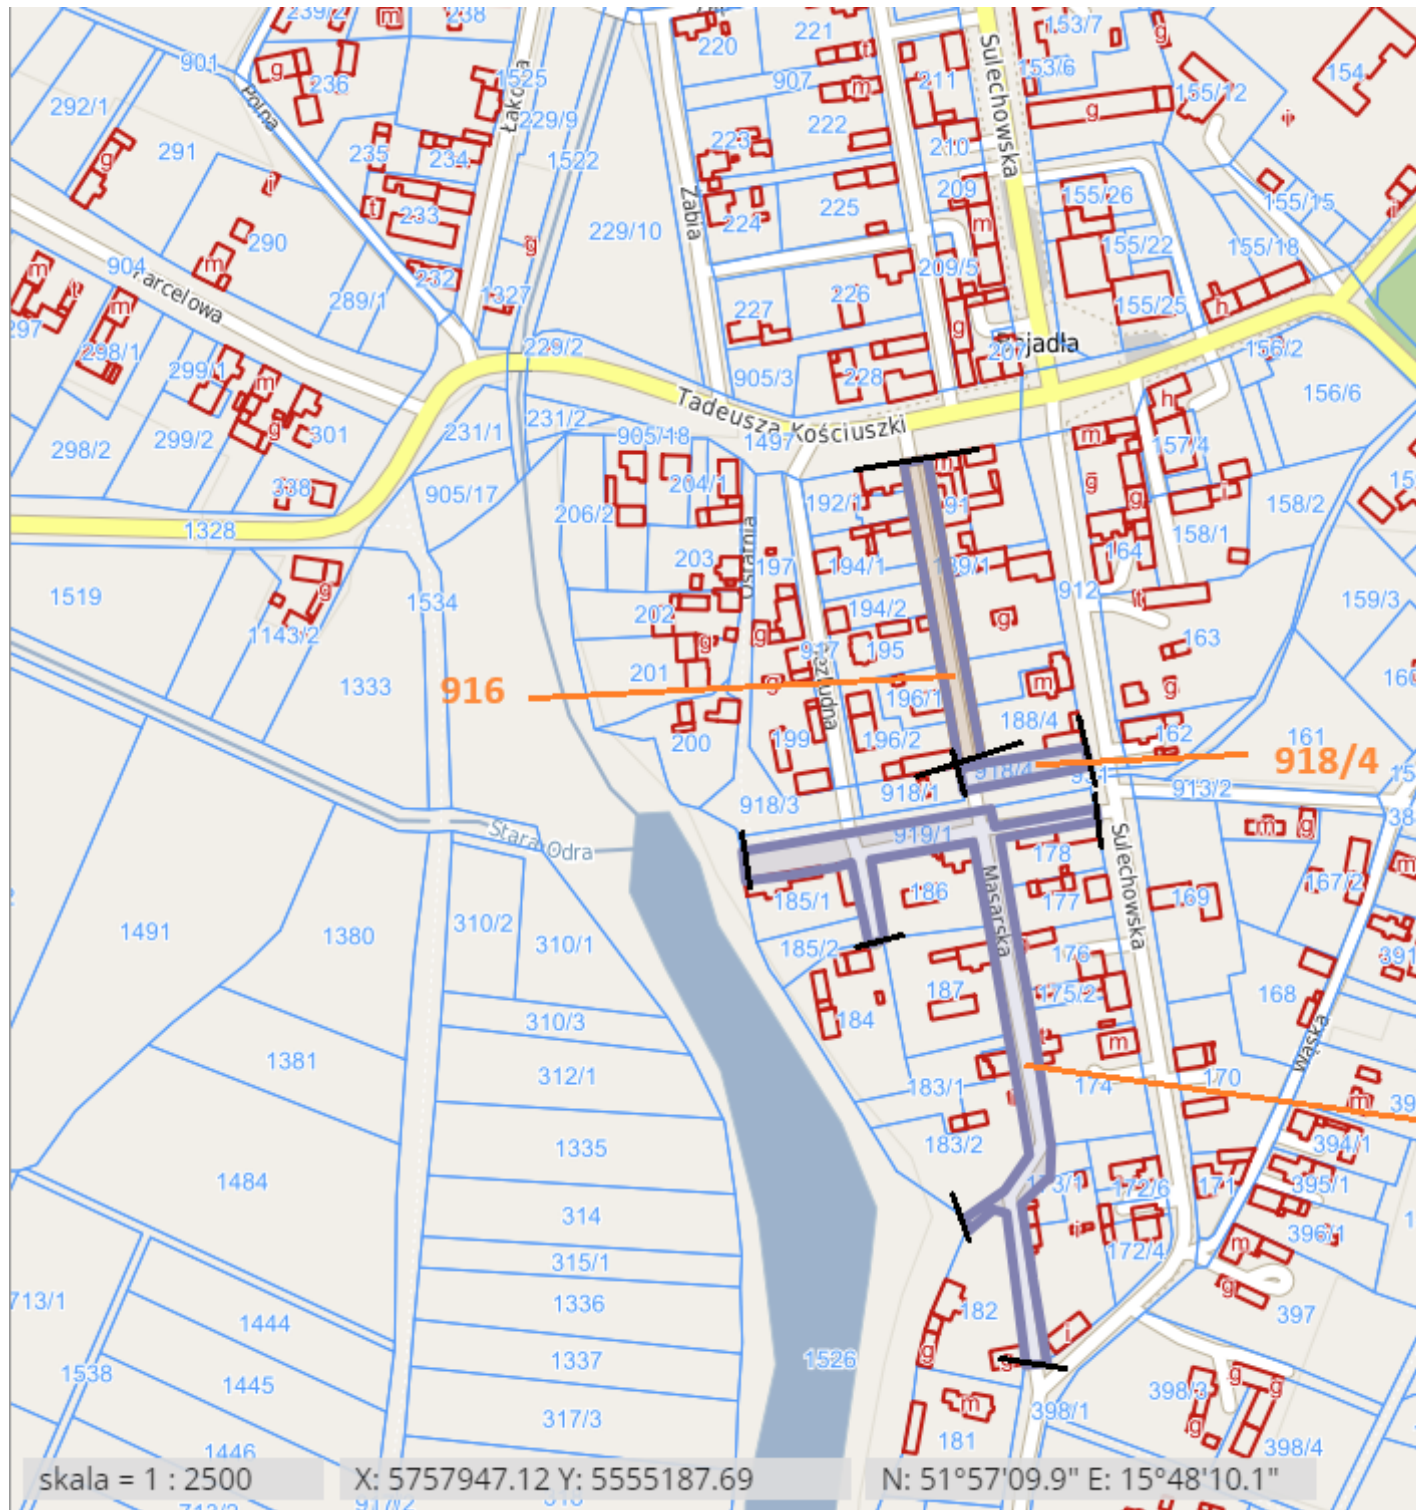 239/2
m
238
220
221
153/7
g
901
g
236
1525
907
t
211
153/6
154
292/1
Polna
Łąkowa
229/9
m
Sulechowska
g
155/12
291
g
235
234
1522
223
222
210
i
j
t
233
Żabia
224
225
209
m
155/26
155/15
i
290
229/10
155/22
155/18
904
m
232
g
209/5
m
t
Parcelowa
289/1
1327
226
155/25
h
297
m
227
g
298/1
229/2
207
156/2
299/1
m
905/3
228
156/6
Tadeusza Kościuszki
h
298/2
299/2
g
301
231/1
231/2
905/18
1497
m
157/4
m
338
905/17
204/1
192/1
g
g
i
158/2
1328
206/2
158/1
203
197
194/1
189/1
164
g
1519
1534
912
159/3
1143/2
202
194/2
g
t
163
g
g
917
195
201
1333
916
g
196/1
m
g
188/4
200
199
196/2
162
161
918/4
918/4
918/3
918/1
913/2
Stara Odra
919/1
178
m
g
Sulechowska
m
310/2
185/1
186
Masarska
177
169
167/2
1491
1380
310/1
185/2
176
391
187
175/2
168
310/3
184
t
m
Wąska
1381
312/1
183/1
174
170
m
1335
183/2
394/1
1484
173/1
172/6
171
395/1
314
i
396/1
315/1
172/4
m
713/1
1336
182
g
397
1444
i
1538
1337
1526
g
g
g
g
1445
317/3
m
398/1
398/3
g
1446
181
398/4
skala = 1 : 2500 X: 5757947.12 Y: 5555187.69 N: 51°57'09.9" E: 15°48'10.1"